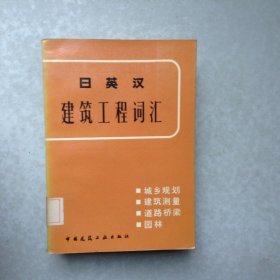 日英汉
建筑工程词汇
■城乡规划
■建筑测量
■道路桥梁
■园林
中国建筑工业出版社